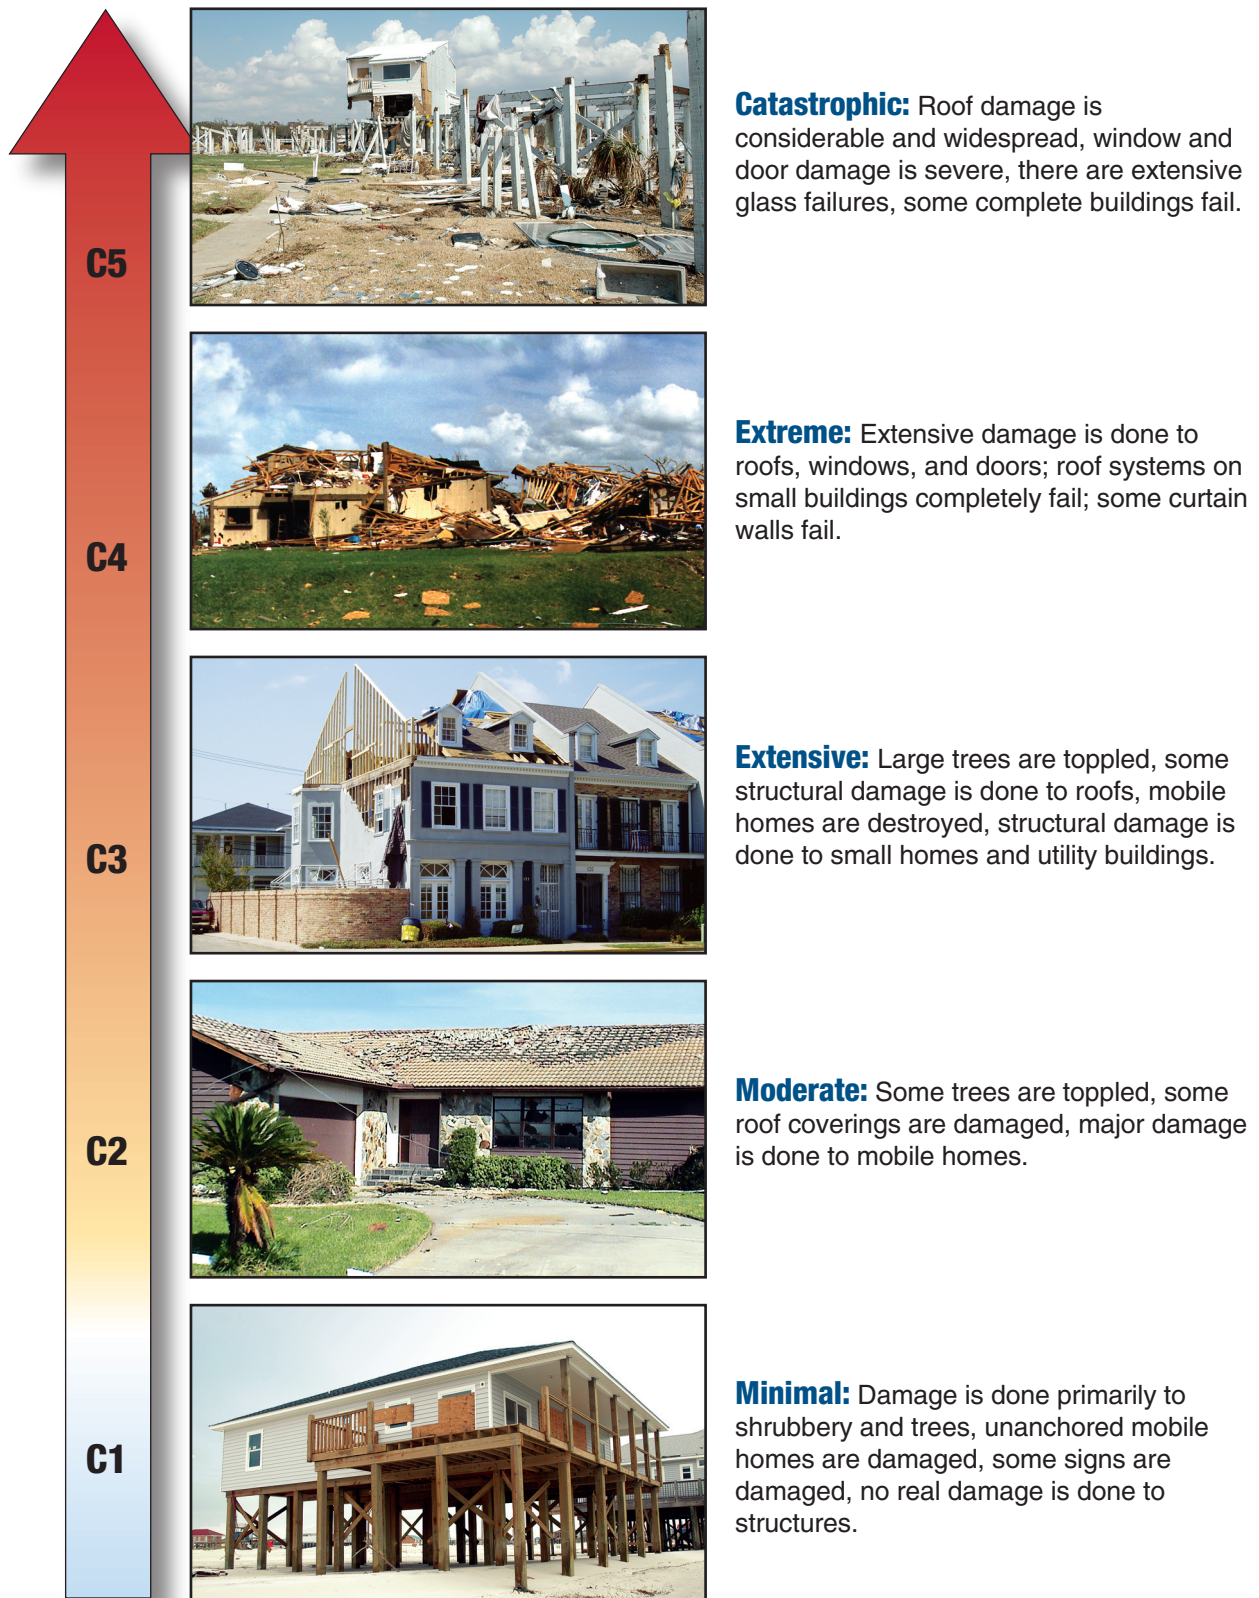 C5
Catastrophic: Roof damage is
considerable and widespread, window and
door damage is severe, there are extensive
glass failures, some complete buildings fail.
C4
Extreme: Extensive damage is done to
roofs, windows, and doors; roof systems on
small buildings completely fail; some curtain
walls fail.
C3
Extensive: Large trees are toppled, some
structural damage is done to roofs, mobile
homes are destroyed, structural damage is
done to small homes and utility buildings.
C2
Moderate: Some trees are toppled, some
roof coverings are damaged, major damage
is done to mobile homes.
C1
Minimal: Damage is done primarily to
shrubbery and trees, unanchored mobile
homes are damaged, some signs are
damaged, no real damage is done to
structures.